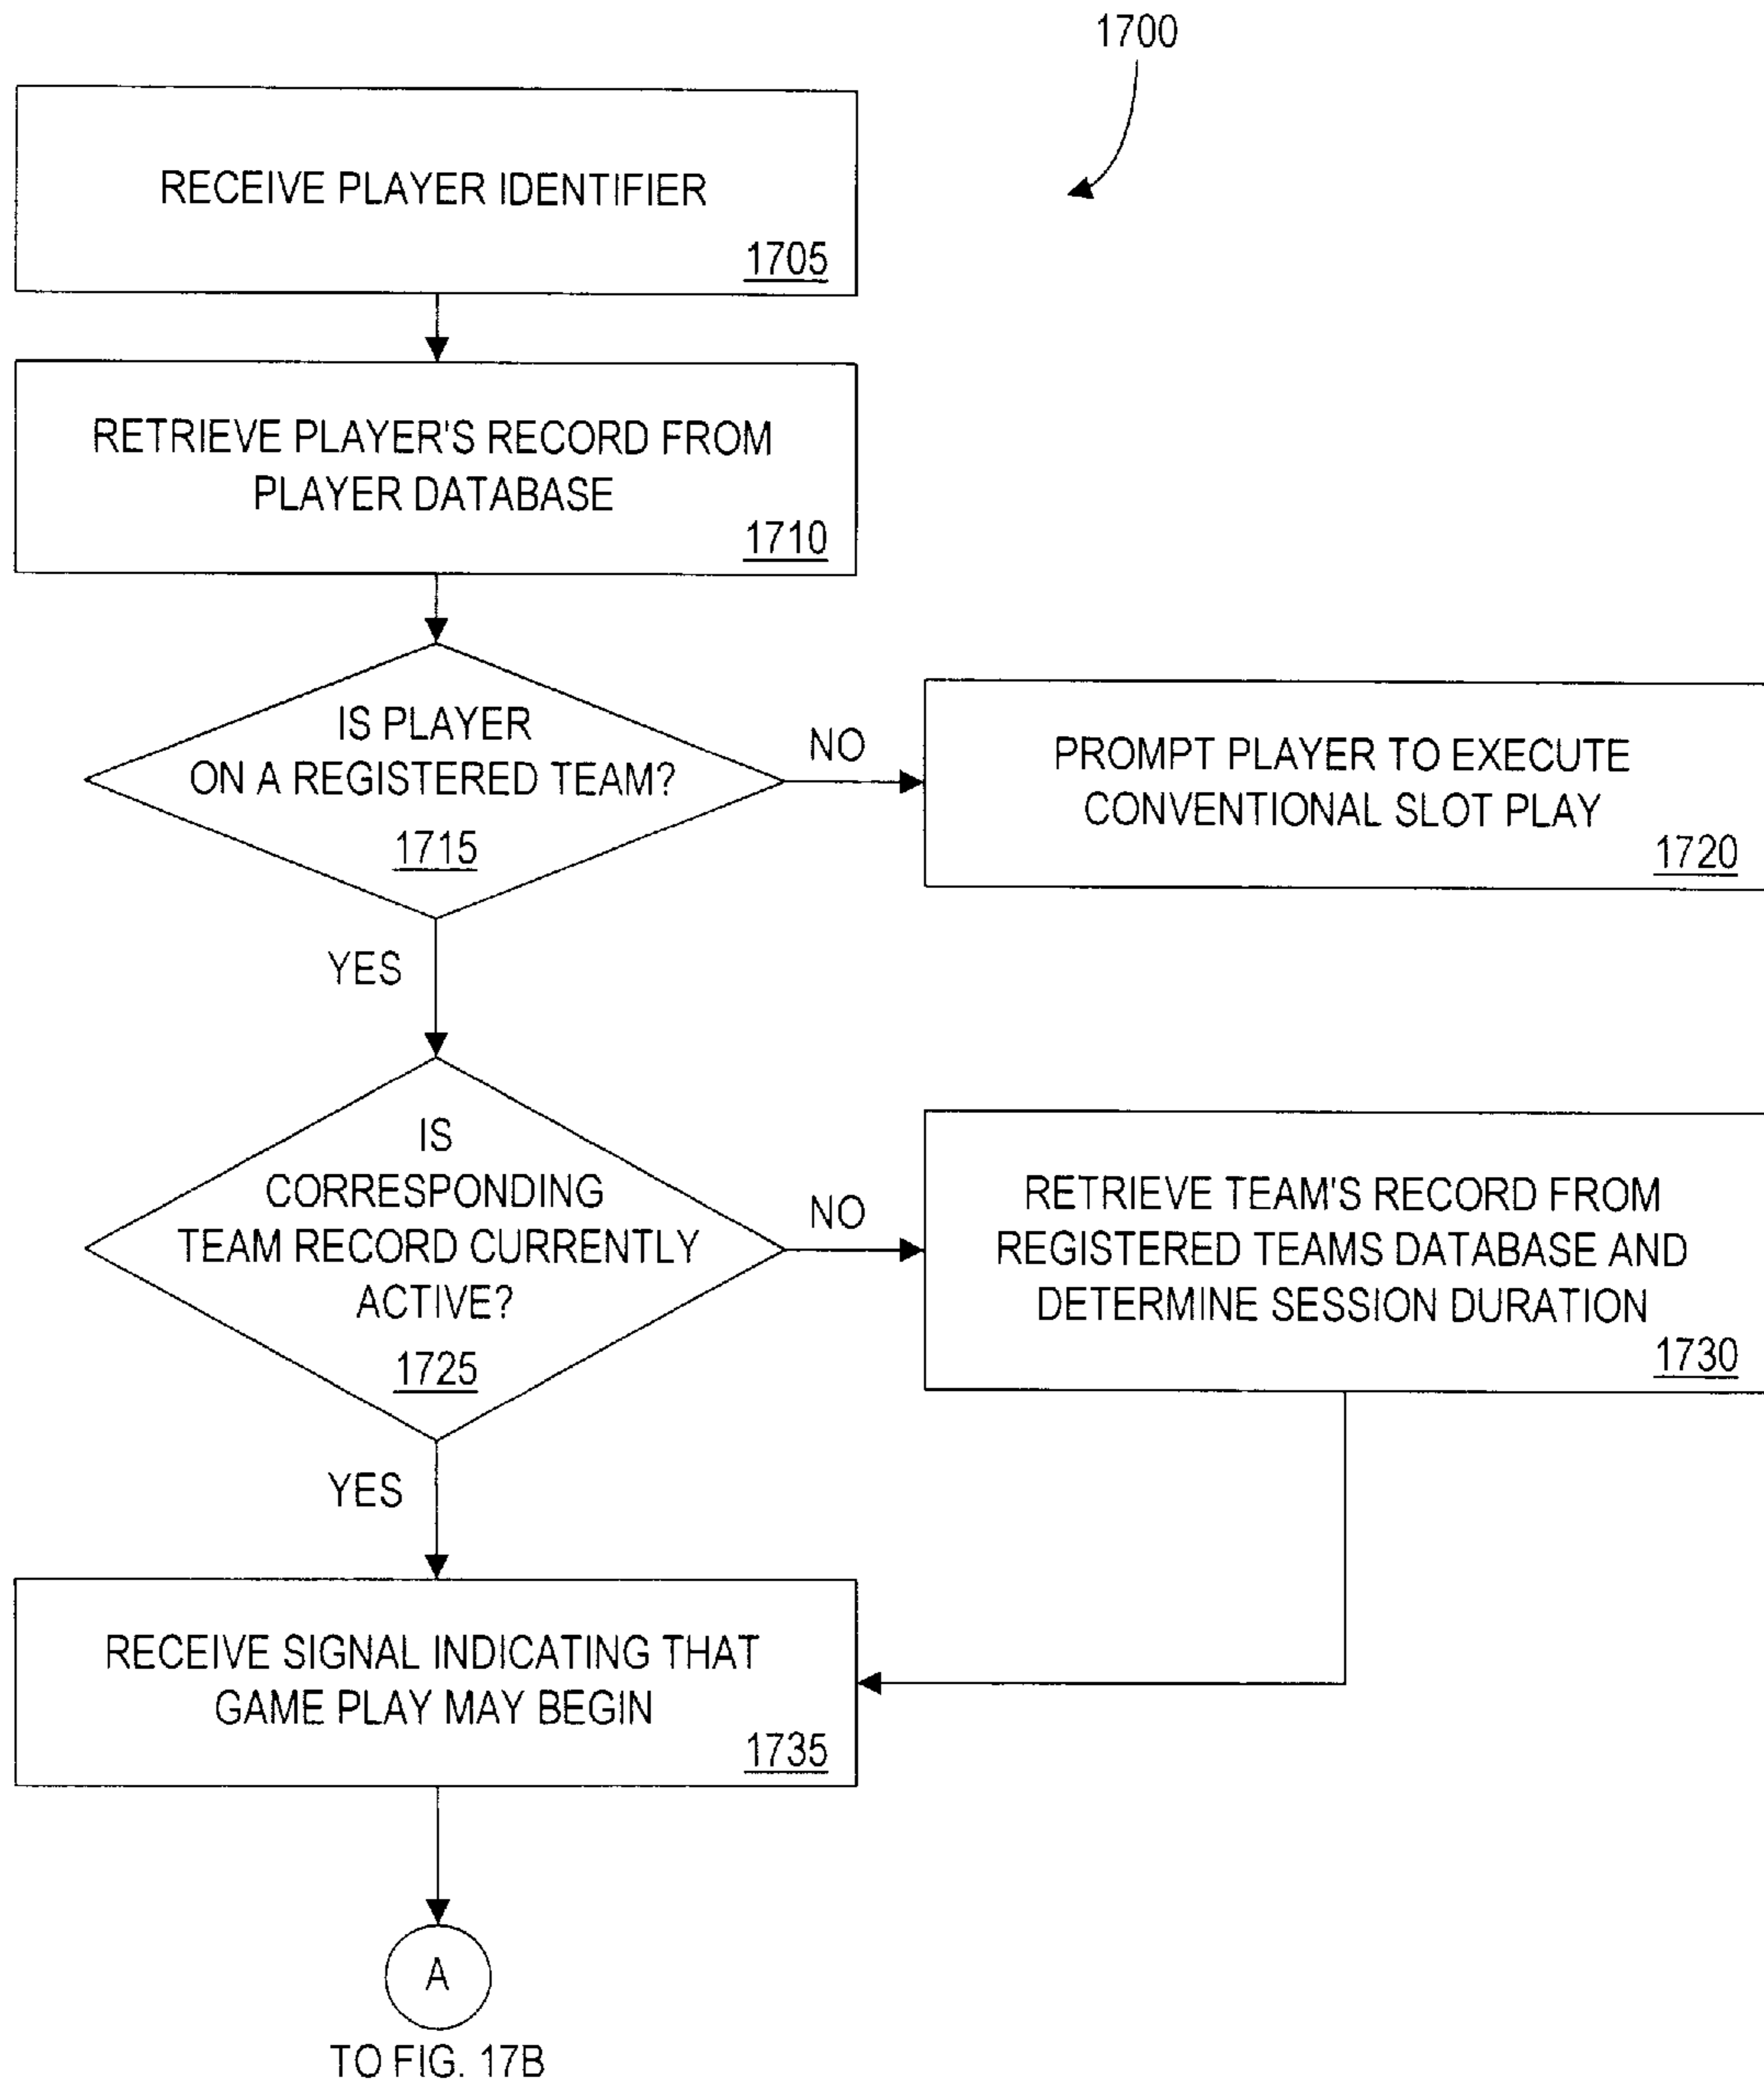 1700
RECEIVE PLAYER IDENTIFIER
1705
RETRIEVE PLAYER'S RECORD FROM
PLAYER DATABASE
1710
IS PLAYER
ON A REGISTERED TEAM?
1715
NO
PROMPT PLAYER TO EXECUTE
CONVENTIONAL SLOT PLAY
1720
YES
IS
CORRESPONDING
TEAM RECORD CURRENTLY
ACTIVE?
1725
NO
RETRIEVE TEAM'S RECORD FROM
REGISTERED TEAMS DATABASE AND
DETERMINE SESSION DURATION
1730
YES
RECEIVE SIGNAL INDICATING THAT
GAME PLAY MAY BEGIN
1735
A
TO FIG. 17B